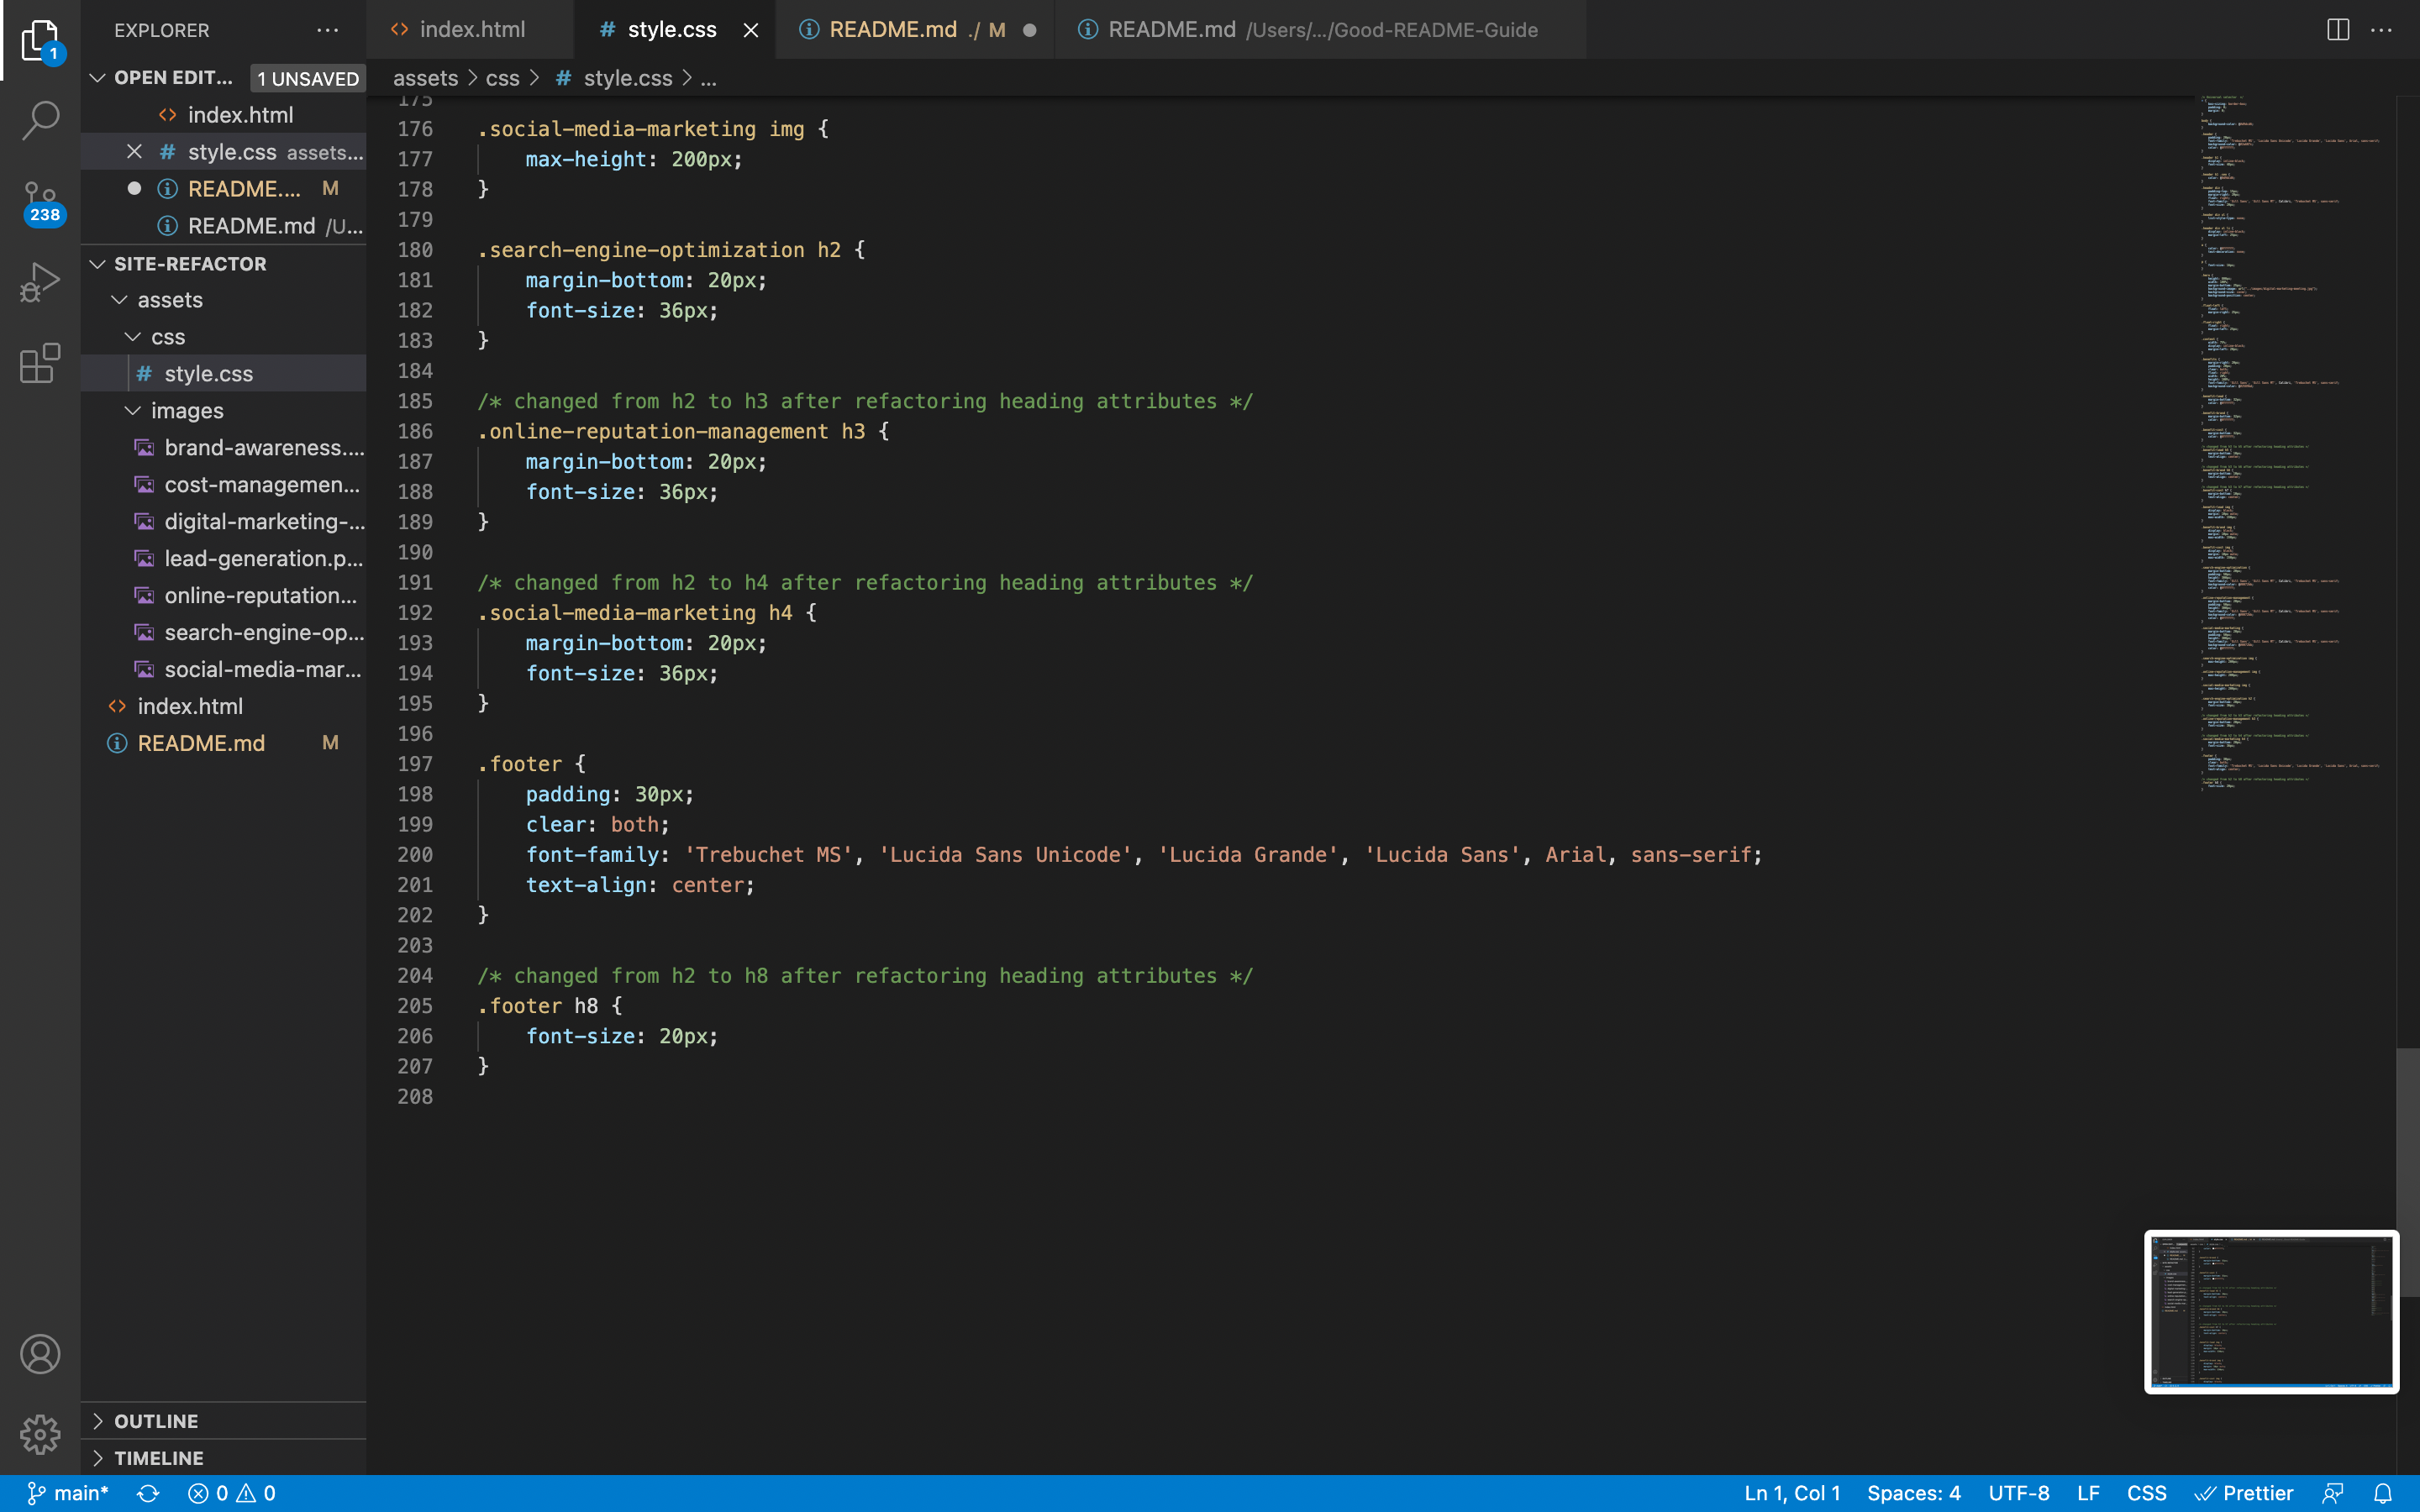 EXPLORER
index.html
style.css
README.md ./ M
README.md /Users/.../Good-README-Guide
1
OPEN EDIT... 1 UNSAVED
index.html
style.css assets...
README.... M
README.md /U...
238
SITE-REFACTOR
assets
css
style.css
images
brand-awareness....
cost-managemen...
digital-marketing-...
lead-generation.p...
online-reputation...
search-engine-op...
social-media-mar...
index.html
README.md M
OUTLINE
TIMELINE
assets > css > # style.css > ...
175
176 .social-media-marketing img {
177 max-height: 200px;
178 }
179
180 .search-engine-optimization h2 {
181 margin-bottom: 20px;
182 font-size: 36px;
183 }
184
185 /* changed from h2 to h3 after refactoring heading attributes */
186 .online-reputation-management h3 {
187 margin-bottom: 20px;
188 font-size: 36px;
189 }
190
191 /* changed from h2 to h4 after refactoring heading attributes */
192 .social-media-marketing h4 {
193 margin-bottom: 20px;
194 font-size: 36px;
195 }
196
197 .footer {
198 padding: 30px;
199 clear: both;
200 font-family: 'Trebuchet MS', 'Lucida Sans Unicode', 'Lucida Grande', 'Lucida Sans', Arial, sans-serif;
201 text-align: center;
202 }
203
204 /* changed from h2 to h8 after refactoring heading attributes */
205 .footer h8 {
206 font-size: 20px;
207 }
208
main* 0 0
Ln 1, Col 1 Spaces: 4 UTF-8 LF CSS Prettier